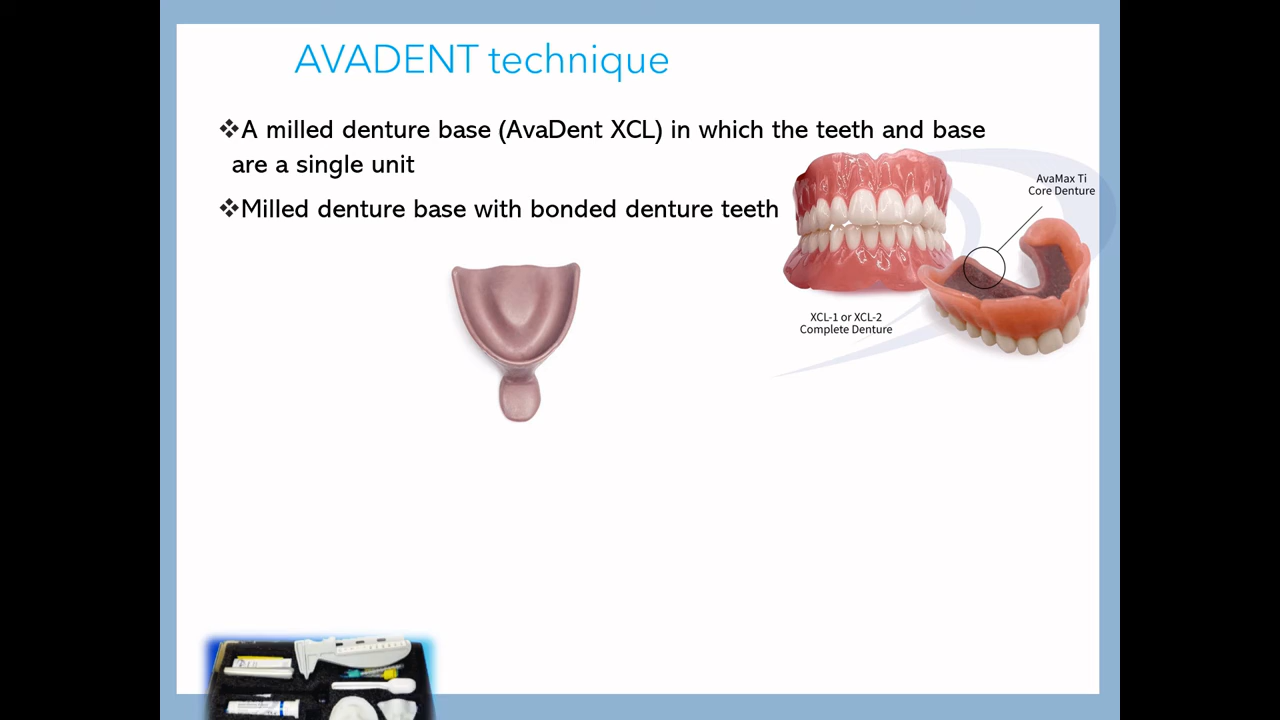 AVADENT technique
❖A milled denture base (AvaDent XCL) in which the teeth and base
are a single unit
❖Milled denture base with bonded denture teeth
AvaMax Ti
Core Denture
XCL-1 or XCL-2
Complete Denture